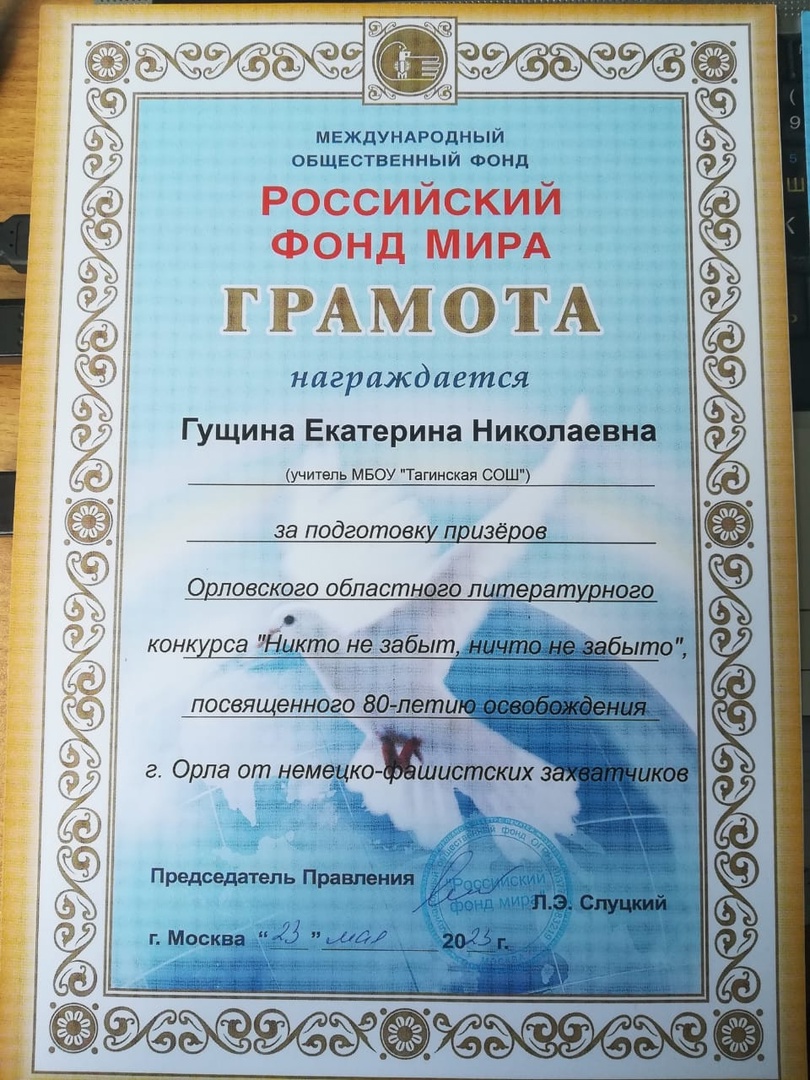 МЕЖДУНАРОДНЫЙ
ОБЩЕСТВЕННЫЙ ФОНД
РОССИЙСКИЙ
ФОНД МИРА
ГРАМОТА
награждается
Гущина Екатерина Николаевна
(учитель МБОУ "Тагинская СОШ")
за подготовку призёров
Орловского областного литературного
конкурса "Никто не забыт, ничто не забыто",
посвященного 80-летию освобождения
г. Орла от немецко-фашистских захватчиков
Председатель Правления
"Российский
фонд мира"
Л.Э. Слуцкий
г. Москва "23" мая 2023 г.